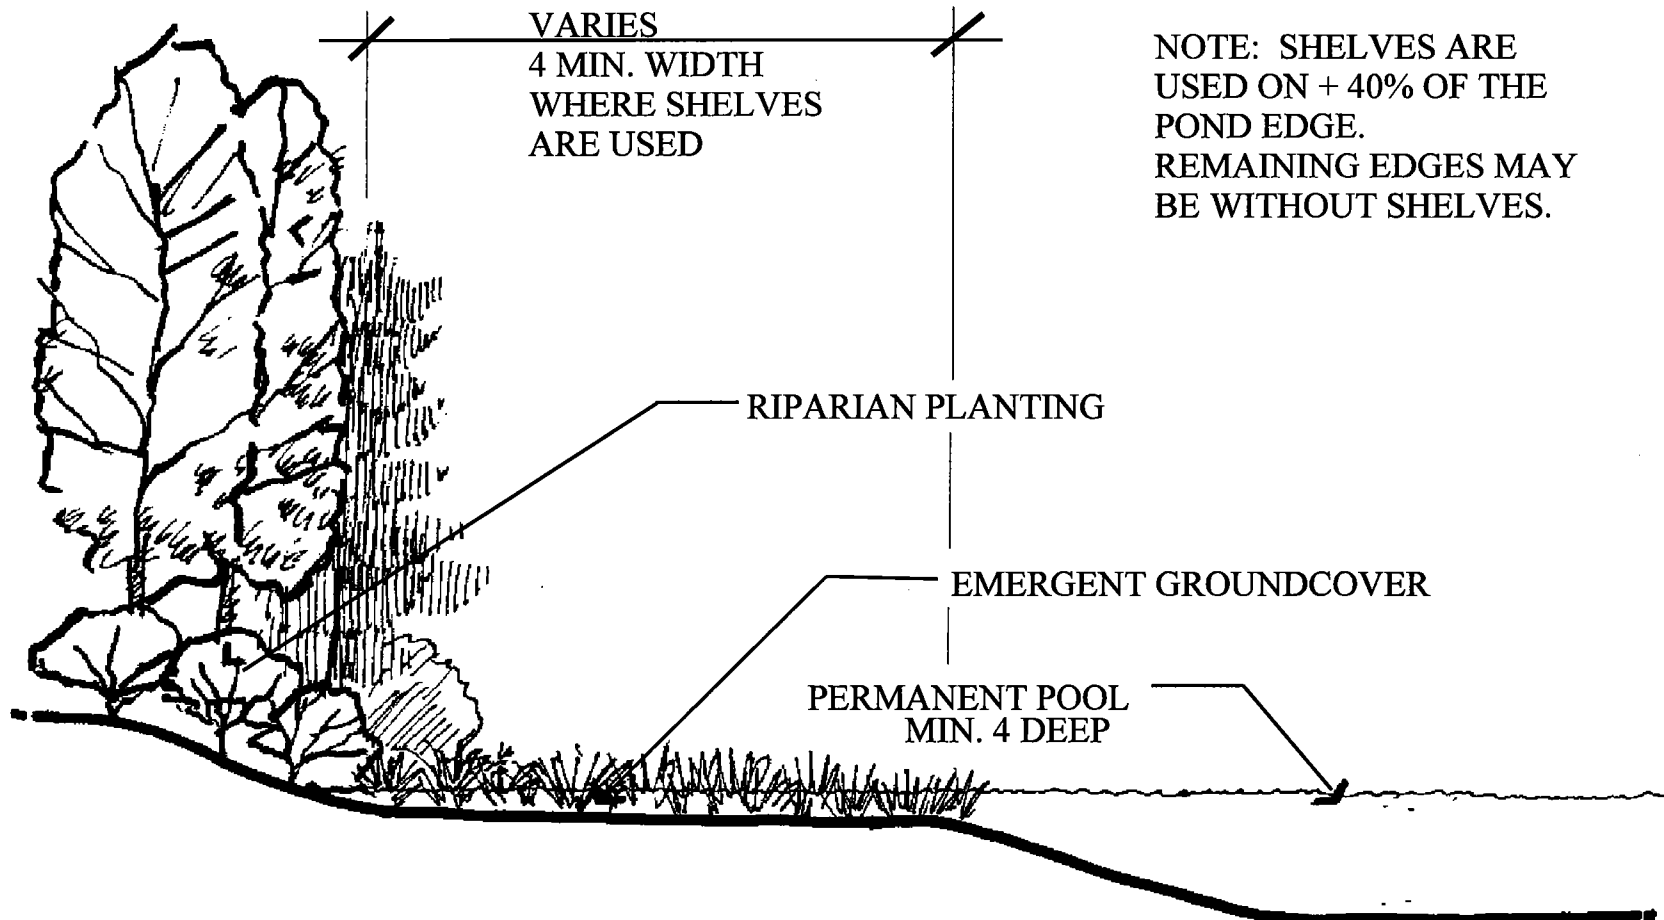 VARIES
4 MIN. WIDTH
WHERE SHELVES
ARE USED
NOTE: SHELVES ARE
USED ON + 40% OF THE
POND EDGE.
REMAINING EDGES MAY
BE WITHOUT SHELVES.
RIPARIAN PLANTING
EMERGENT GROUNDCOVER
PERMANENT POOL
MIN. 4 DEEP